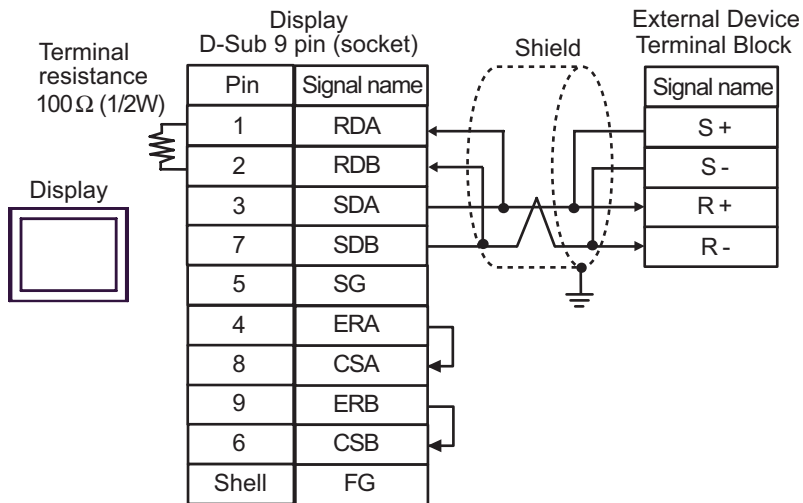 Display
D-Sub 9 pin (socket)
Shield
External Device
Terminal Block
Terminal
resistance
100Ω (1/2W)
Display
Pin Signal name
1 RDA
2 RDB
3 SDA
7 SDB
5 SG
4 ERA
8 CSA
9 ERB
6 CSB
Shell FG
Signal name
S +
S -
R +
R -